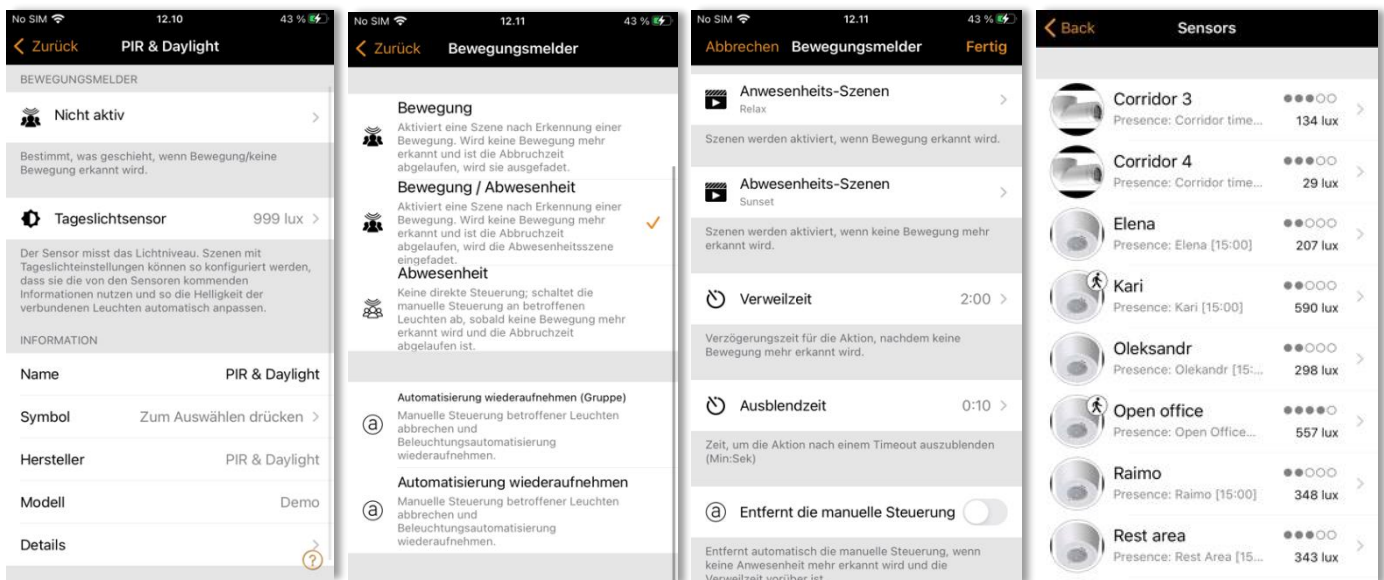 No SIM 12.10 43 %
Zurück PIR & Daylight
BEWEGUNGSMELDER
Nicht aktiv
Bestimmt, was geschieht, wenn Bewegung/keine
Bewegung erkannt wird.
Tageslichtsensor 999 lux
Der Sensor misst das Lichtniveau. Szenen mit
Tageslichteinstellungen können so konfiguriert werden,
dass sie die von den Sensoren kommenden
Informationen nutzen und so die Helligkeit der
verbundenen Leuchten automatisch anpassen.
INFORMATION
Name PIR & Daylight
Symbol Zum Auswählen drücken
Hersteller PIR & Daylight
Modell Demo
Details
?
No SIM 12.11 43 %
Zurück Bewegungsmelder
Bewegung
Aktiviert eine Szene nach Erkennung einer
Bewegung. Wird keine Bewegung mehr
erkannt und ist die Abbruchzeit
abgelaufen, wird sie ausgefadet.
Bewegung / Abwesenheit
Aktiviert eine Szene nach Erkennung einer
Bewegung. Wird keine Bewegung mehr
erkannt und ist die Abbruchzeit
abgelaufen, wird die Abwesenheitsszene
eingefadet.
Abwesenheit
Keine direkte Steuerung; schaltet die
manuelle Steuerung an betroffenen
Leuchten ab, sobald keine Bewegung mehr
erkannt wird und die Abbruchzeit
abgelaufen ist.
Automatisierung wiederaufnehmen (Gruppe)
a Manuelle Steuerung betroffener Leuchten
abbrechen und
Beleuchtungsautomatisierung
wiederaufnehmen.
Automatisierung wiederaufnehmen
a Manuelle Steuerung betroffener Leuchten
abbrechen und
Beleuchtungsautomatisierung
wiederaufnehmen.
No SIM 12.11 43 %
Abbrechen Bewegungsmelder Fertig
Anwesenheits-Szenen
Relax
Szenen werden aktiviert, wenn Bewegung erkannt wird.
Abwesenheits-Szenen
Sunset
Szenen werden aktiviert, wenn keine Bewegung mehr
erkannt wird.
Verweilzeit 2:00
Verzögerungszeit für die Aktion, nachdem keine
Bewegung mehr erkannt wird.
Ausblendzeit 0:10
Zeit, um die Aktion nach einem Timeout auszublenden
(Min:Sek)
a Entfernt die manuelle Steuerung
Entfernt automatisch die manuelle Steuerung, wenn
keine Anwesenheit mehr erkannt wird und die
Verweilzeit vorüber ist
Back Sensors
Corridor 3
Presence: Corridor time... 134 lux
Corridor 4
Presence: Corridor time... 29 lux
Elena
Presence: Elena [15:00] 207 lux
Kari
Presence: Kari [15:00] 590 lux
Oleksandr
Presence: Olekandr [15:... 298 lux
Open office
Presence: Open Office... 557 lux
Raimo
Presence: Raimo [15:00] 348 lux
Rest area
Presence: Rest Area [15... 343 lux